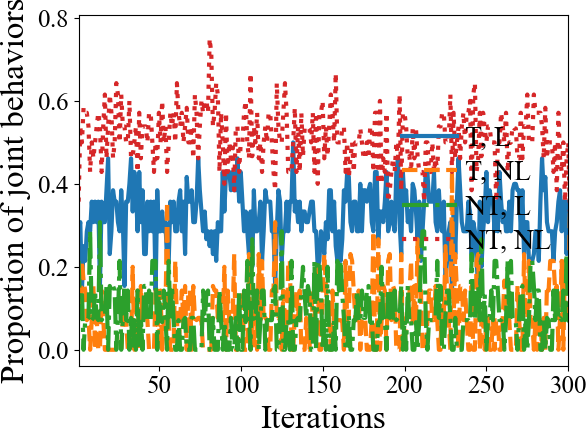 Proportion of joint behaviors
0.8
0.6
0.4
0.2
0.0
T, L
T, NL
NT, L
NT, NL
50
100
150
200
250
300
Iterations